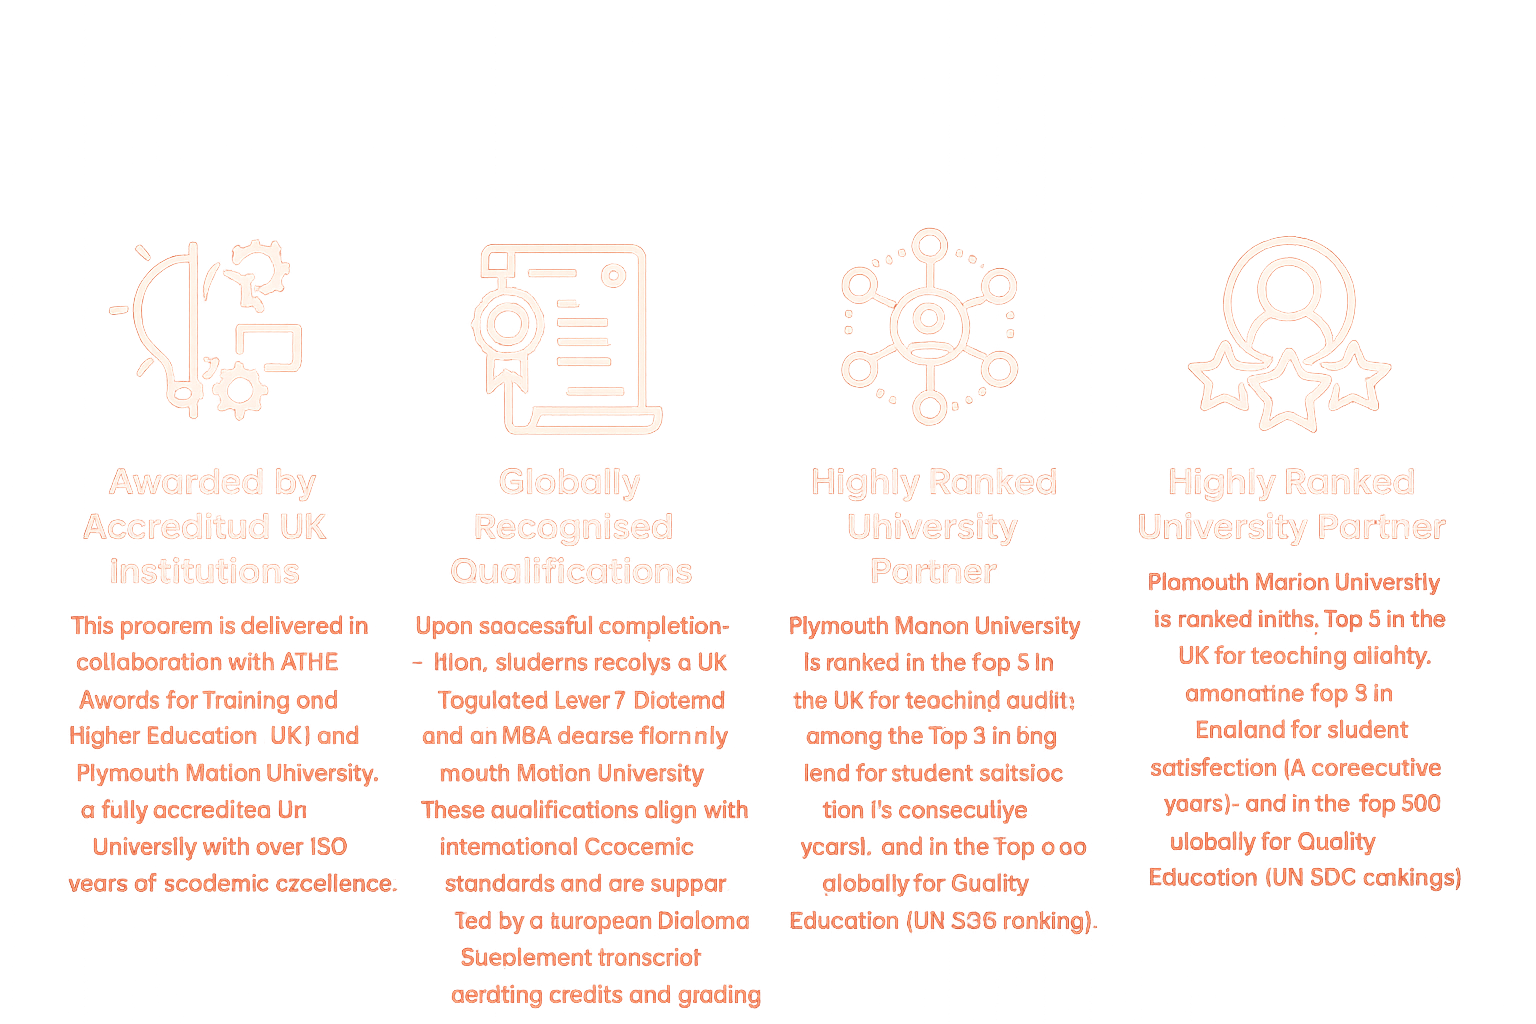 Awarded by
Accreditud UK
Institutions
This proorem is delivered in
collaboration with ATHE
Awords for Training ond
Higher Education UK) and
Plymouth Mation Uhiversity.
a fully accreditea Un
Universlly with over ISO
vears of scodemic czcellence.
Globally
Recognised
Qualifications
Upon saacessful completion-
- Hlon, sluderns recolys a UK
Togulated Lever 7 Diotemd
and an M8A dearse flornnly
mouth Motion University
These aualifications olign with
international Ccocemic
standards and are suppar
Ted by a turopean Dialoma
Sueplement transcriot
aerdting credits and grading
Highly Ranked
Uhiversity
Partner
Plymouth Manon University
Is ranked in the fop 5 In
the UK for teoching audlit;
among the Top 3 in bng
lend for student saitsioc
tion I's consecutiye
ycarsl. and in the Top o oo
alobally for Guality
Education (UN S36 ronking).
Highly Ranked
University Partner
Plamouth Marion Universtly
is ranked iniths, Top 5 in the
UK for teoching aliahty.
amonatine fop 3 in
Enaland for sludent
satisfection (A coreecutive
yoars)- and in the fop 500
ulobally for Quality
Educotion (UN SDC cankings)